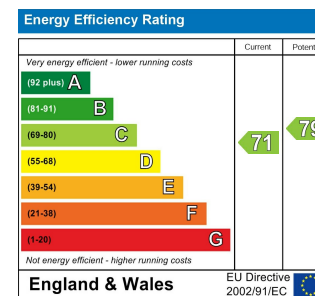 Energy Efficiency Rating
Current Potent
Very energy efficient - lower running costs
(92 plus) A
(81-91) B
(69-80) C
71 79
(55-68) D
(39-54) E
(21-38) F
(1-20) G
Not energy efficient - higher running costs
England & Wales
EU Directive
2002/91/EC